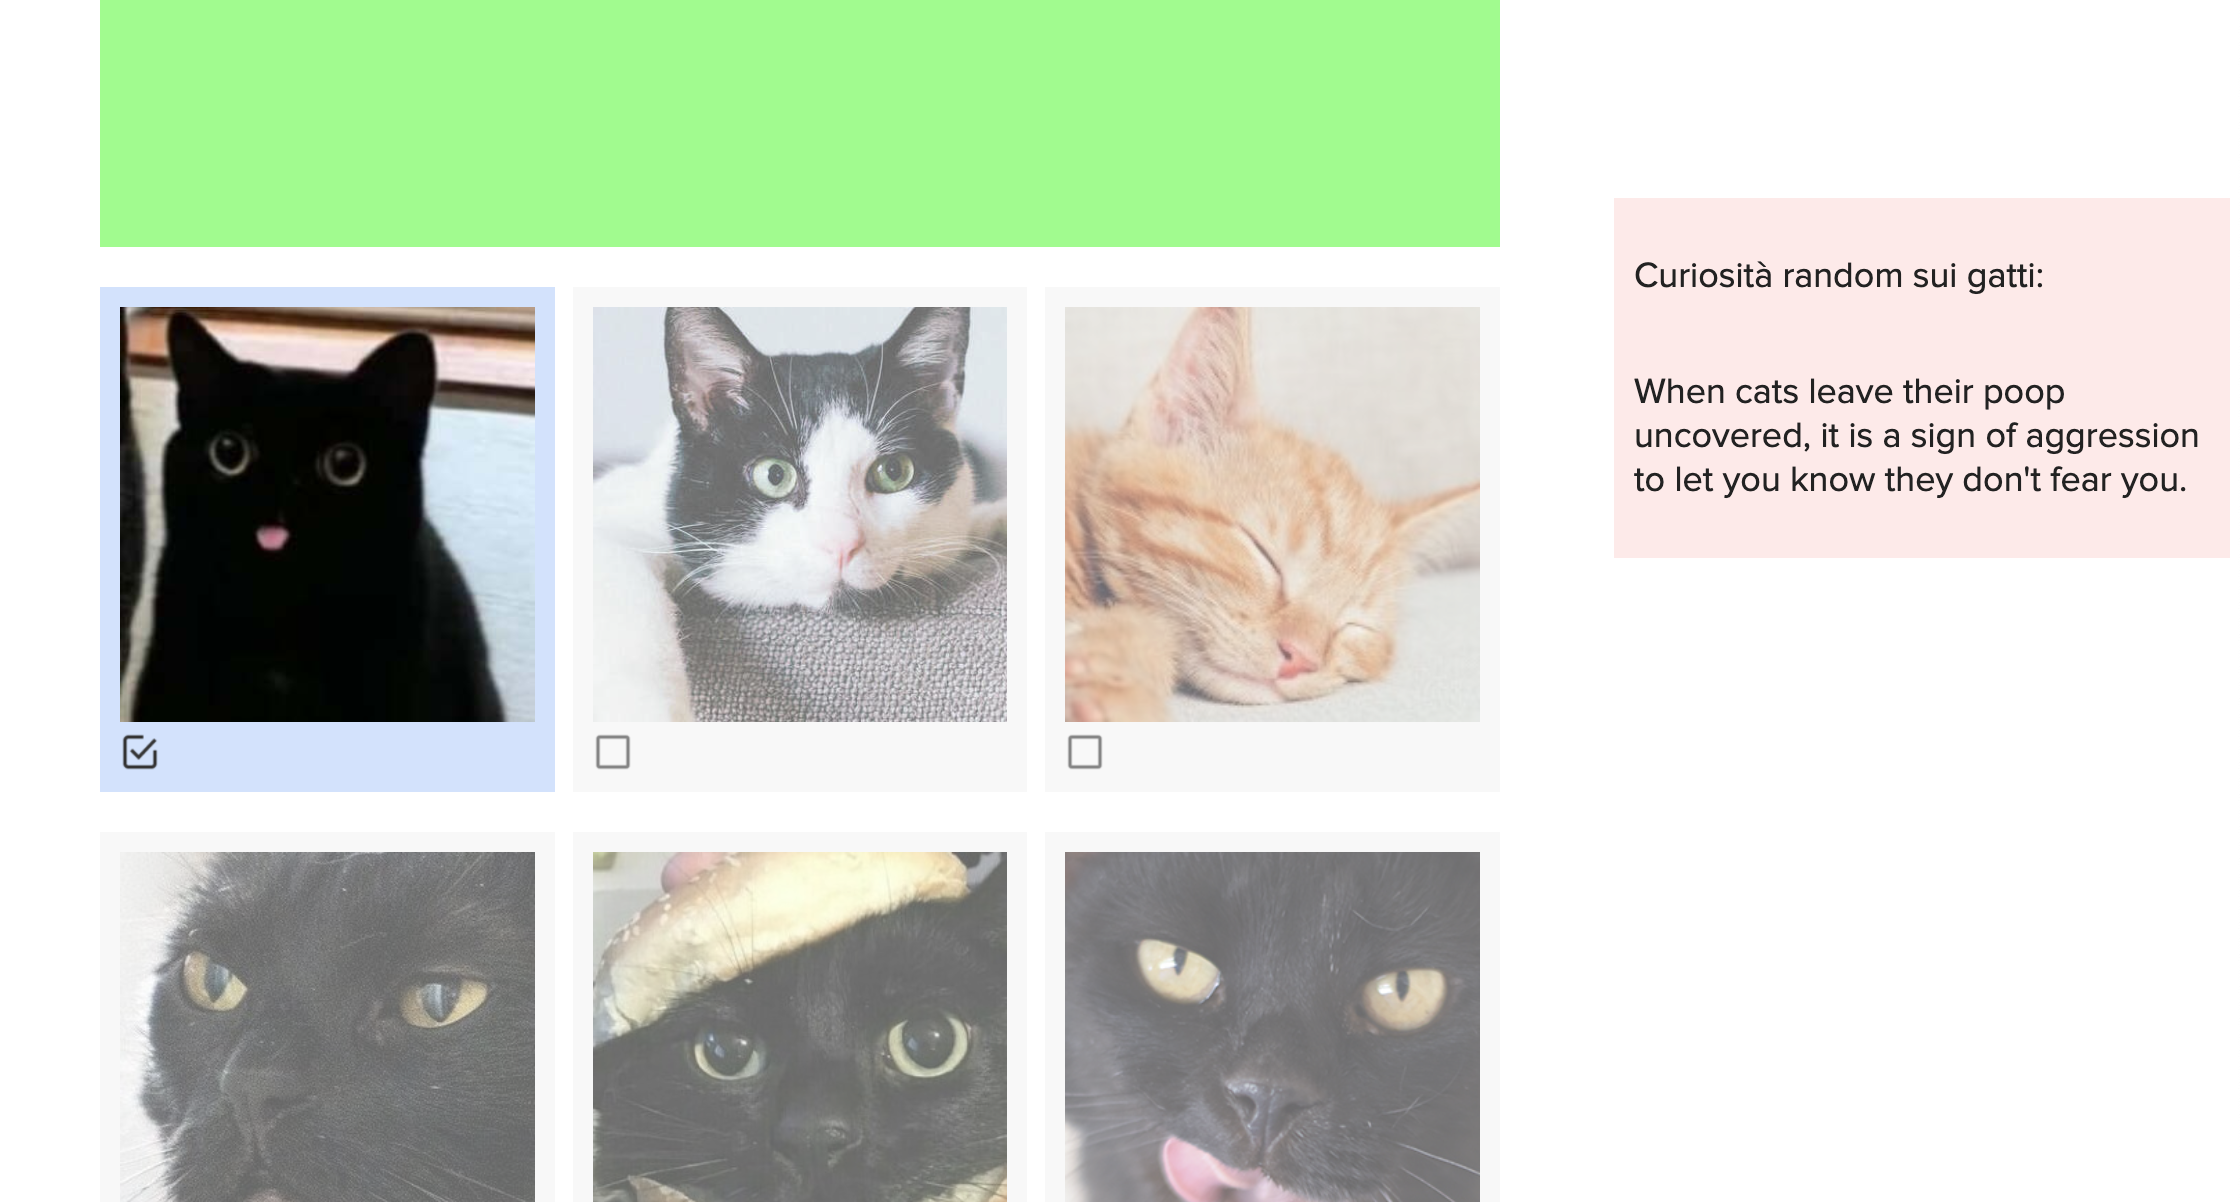 Curiosità random sui gatti:
When cats leave their poop
uncovered, it is a sign of aggression
to let you know they don't fear you.